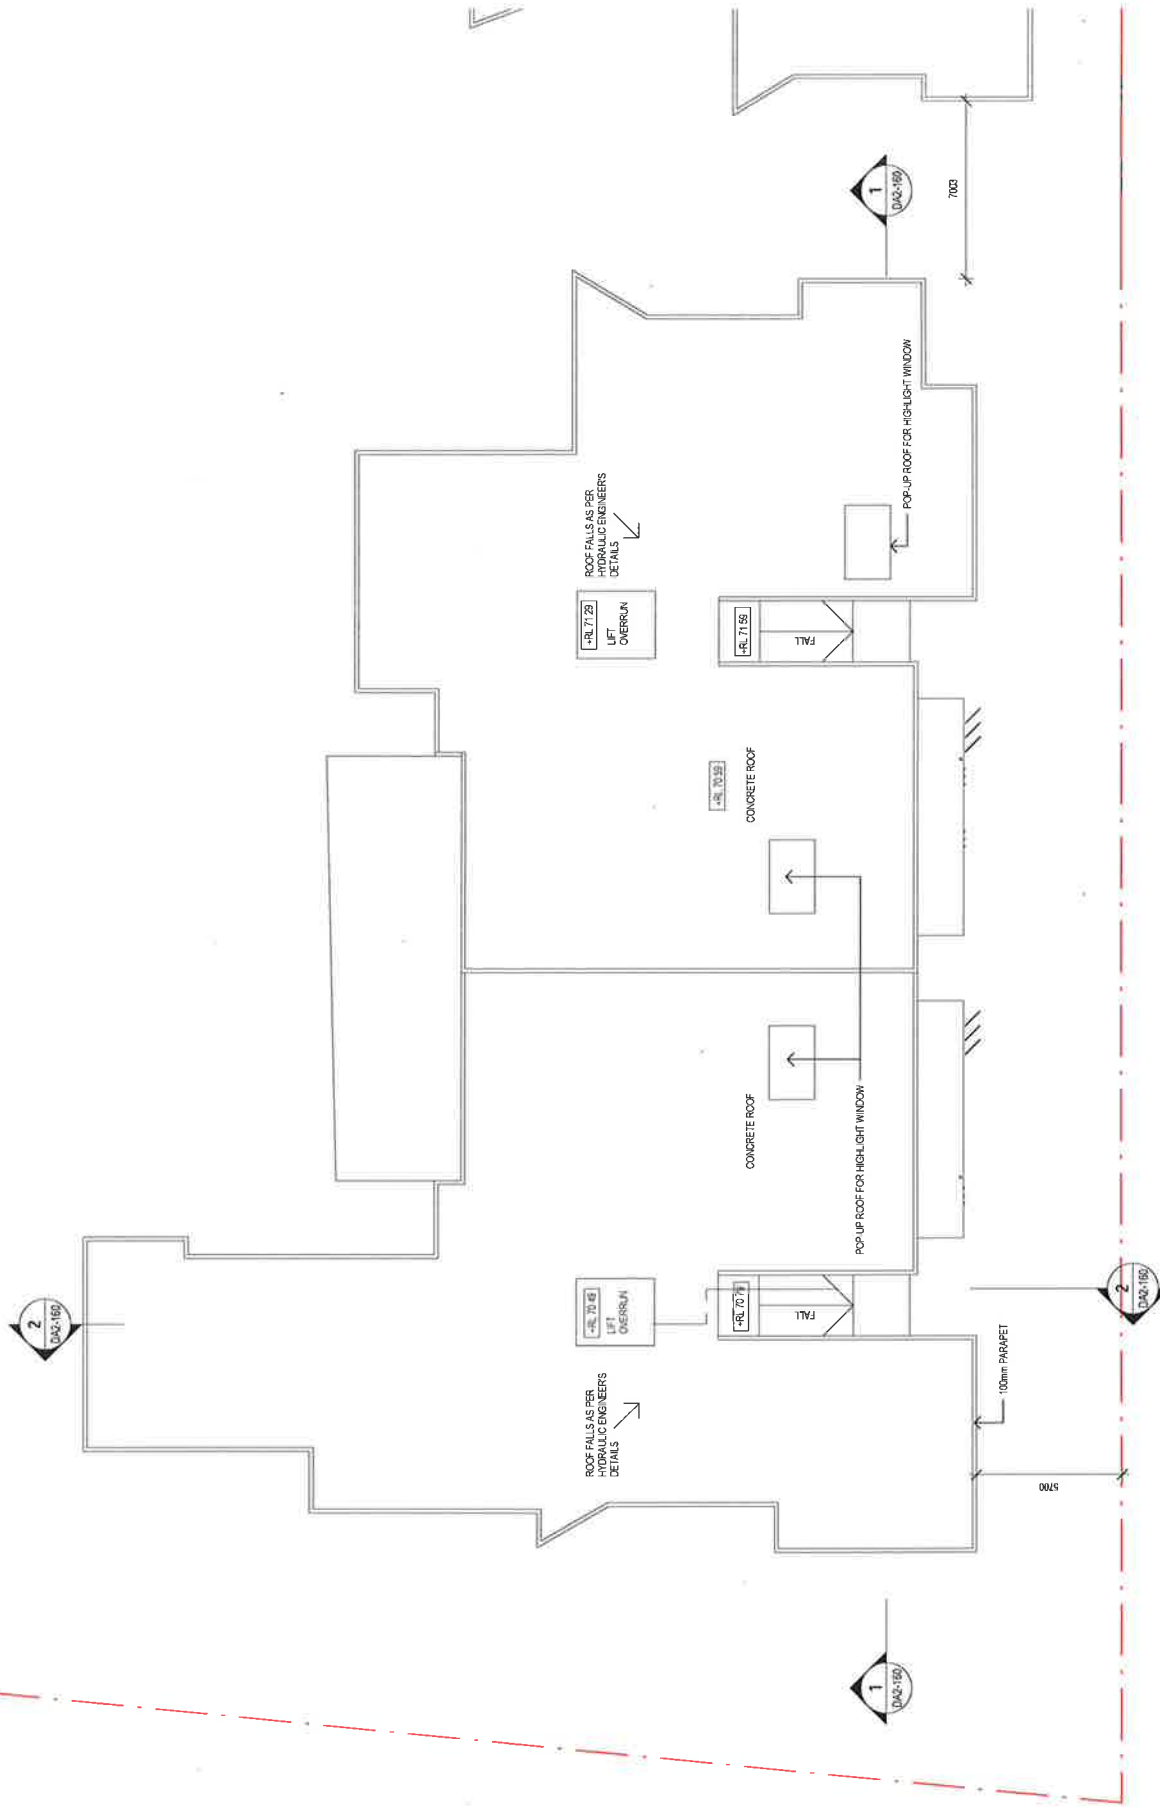 2
DA2-160
1
DA2-160
7003
ROOF FALLS AS PER
HYDRAULIC ENGINEER'S
DETAILS
+RL 71.29
LIFT
OVERRUN
+RL 71.59
FALL
POP-UP ROOF FOR HIGHLIGHT WINDOW
+RL 70.59
CONCRETE ROOF
CONCRETE ROOF
POP-UP ROOF FOR HIGHLIGHT WINDOW
ROOF FALLS AS PER
HYDRAULIC ENGINEER'S
DETAILS
+RL 70.49
LIFT
OVERRUN
+RL 70.79
FALL
100mm PARAPET
5700
1
DA2-160
2
DA2-160